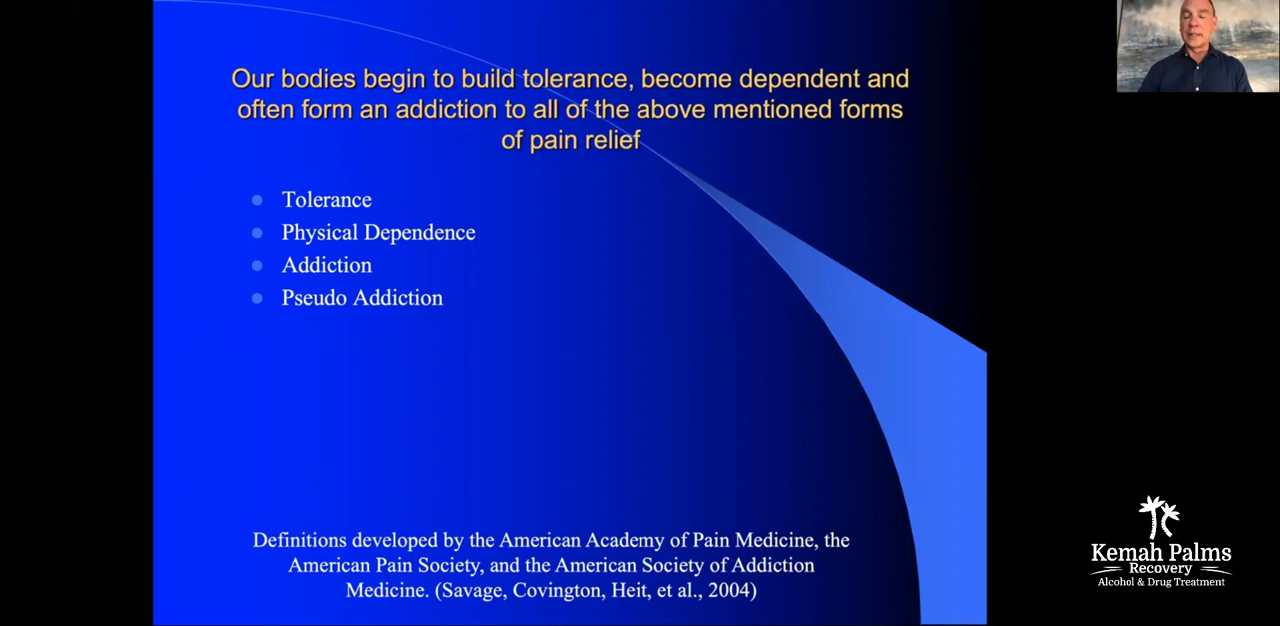 Our bodies begin to build tolerance, become dependent and
often form an addiction to all of the above mentioned forms
of pain relief
Tolerance
Physical Dependence
Addiction
Pseudo Addiction
Definitions developed by the American Academy of Pain Medicine, the
American Pain Society, and the American Society of Addiction
Medicine. (Savage, Covington, Heit, et al., 2004)
Kemah Palms
Recovery
Alcohol & Drug Treatment